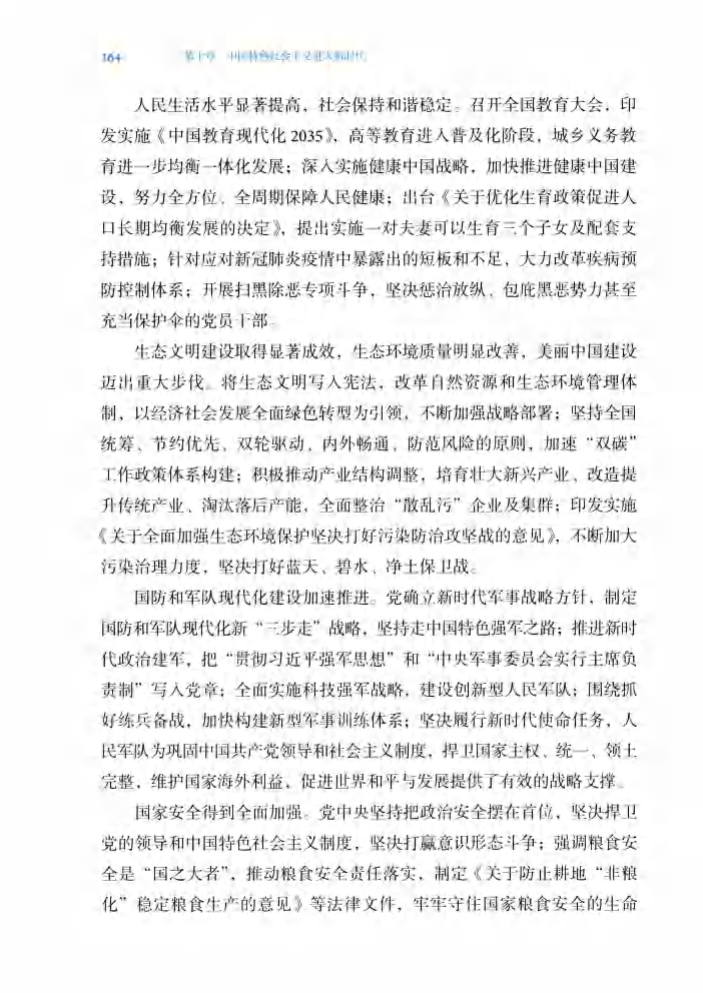 164 第十章 中国特色社会主义进入新时代
人民生活水平显著提高，社会保持和谐稳定。召开全国教育大会，印
发实施《中国教育现代化2035》，高等教育进入普及化阶段，城乡义务教
育进一步均衡一体化发展；深入实施健康中国战略，加快推进健康中国建
设，努力全方位、全周期保障人民健康；出台《关于优化生育政策促进人
口长期均衡发展的决定》，提出实施一对夫妻可以生育三个子女及配套支
持措施；针对应对新冠肺炎疫情中暴露出的短板和不足，大力改革疾病预
防控制体系；开展扫黑除恶专项斗争，坚决惩治放纵、包庇黑恶势力甚至
充当保护伞的党员干部。
生态文明建设取得显著成效，生态环境质量明显改善，美丽中国建设
迈出重大步伐。将生态文明写入宪法，改革自然资源和生态环境管理体
制，以经济社会发展全面绿色转型为引领，不断加强战略部署；坚持全国
统筹、节约优先、双轮驱动、内外畅通、防范风险的原则，加速“双碳”
工作政策体系构建；积极推动产业结构调整，培育壮大新兴产业、改造提
升传统产业、淘汰落后产能，全面整治“散乱污”企业及集群；印发实施
《关于全面加强生态环境保护坚决打好污染防治攻坚战的意见》，不断加大
污染治理力度，坚决打好蓝天、碧水、净土保卫战。
国防和军队现代化建设加速推进。党确立新时代军事战略方针，制定
国防和军队现代化新“三步走”战略，坚持走中国特色强军之路；推进新时
代政治建军，把“贯彻习近平强军思想”和“中央军事委员会实行主席负
责制”写入党章；全面实施科技强军战略，建设创新型人民军队；围绕抓
好练兵备战，加快构建新型军事训练体系；坚决履行新时代使命任务，人
民军队为巩固中国共产党领导和社会主义制度，捍卫国家主权、统一、领土
完整，维护国家海外利益，促进世界和平与发展提供了有效的战略支撑。
国家安全得到全面加强。党中央坚持把政治安全摆在首位，坚决捍卫
党的领导和中国特色社会主义制度，坚决打赢意识形态斗争；强调粮食安
全是“国之大者”，推动粮食安全责任落实，制定《关于防止耕地“非粮
化”稳定粮食生产的意见》等法律文件，牢牢守住国家粮食安全的生命